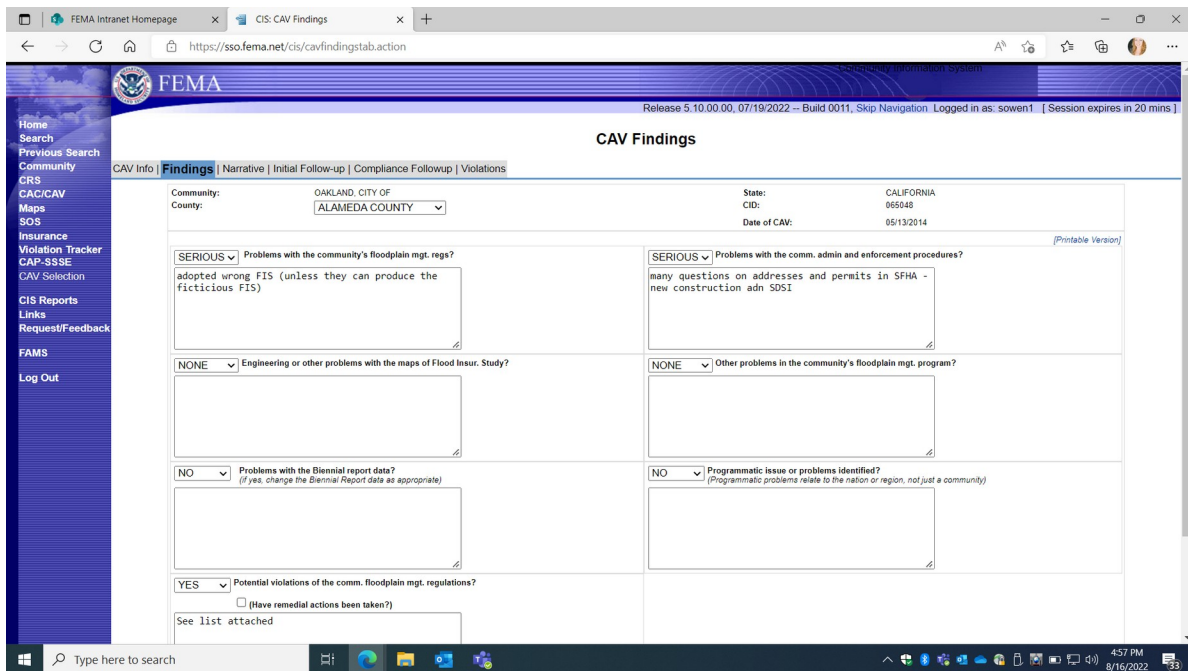 FEMA Intranet Homepage
CIS: CAV Findings
https://sso.fema.net/cis/cavfindingstab.action
Community Information System
FEMA
Release 5.10.00.00, 07/19/2022 -- Build 0011, Skip Navigation Logged in as: sowen1 [ Session expires in 20 mins ]
Home
Search
Previous Search
Community
CRS
CAC/CAV
Maps
SOS
Insurance
Violation Tracker
CAP-SSSE
CAV Selection
CIS Reports
Links
Request/Feedback
FAMS
Log Out
CAV Findings
CAV Info | Findings | Narrative | Initial Follow-up | Compliance Followup | Violations
Community: OAKLAND, CITY OF State: CALIFORNIA
County: ALAMEDA COUNTY CID: 065048
Date of CAV: 05/13/2014
[Printable Version]
SERIOUS Problems with the community's floodplain mgt. regs?
adopted wrong FIS (unless they can produce the
ficticious FIS)
SERIOUS Problems with the comm. admin and enforcement procedures?
many questions on addresses and permits in SFHA -
new construction adn SDSI
NONE Engineering or other problems with the maps of Flood Insur. Study?
NONE Other problems in the community's floodplain mgt. program?
NO Problems with the Biennial report data?
(if yes, change the Biennial Report data as appropriate)
NO Programmatic issue or problems identified?
(Programmatic problems relate to the nation or region, not just a community)
YES Potential violations of the comm. floodplain mgt. regulations?
(Have remedial actions been taken?)
See list attached
Type here to search
4:57 PM
8/16/2022
33